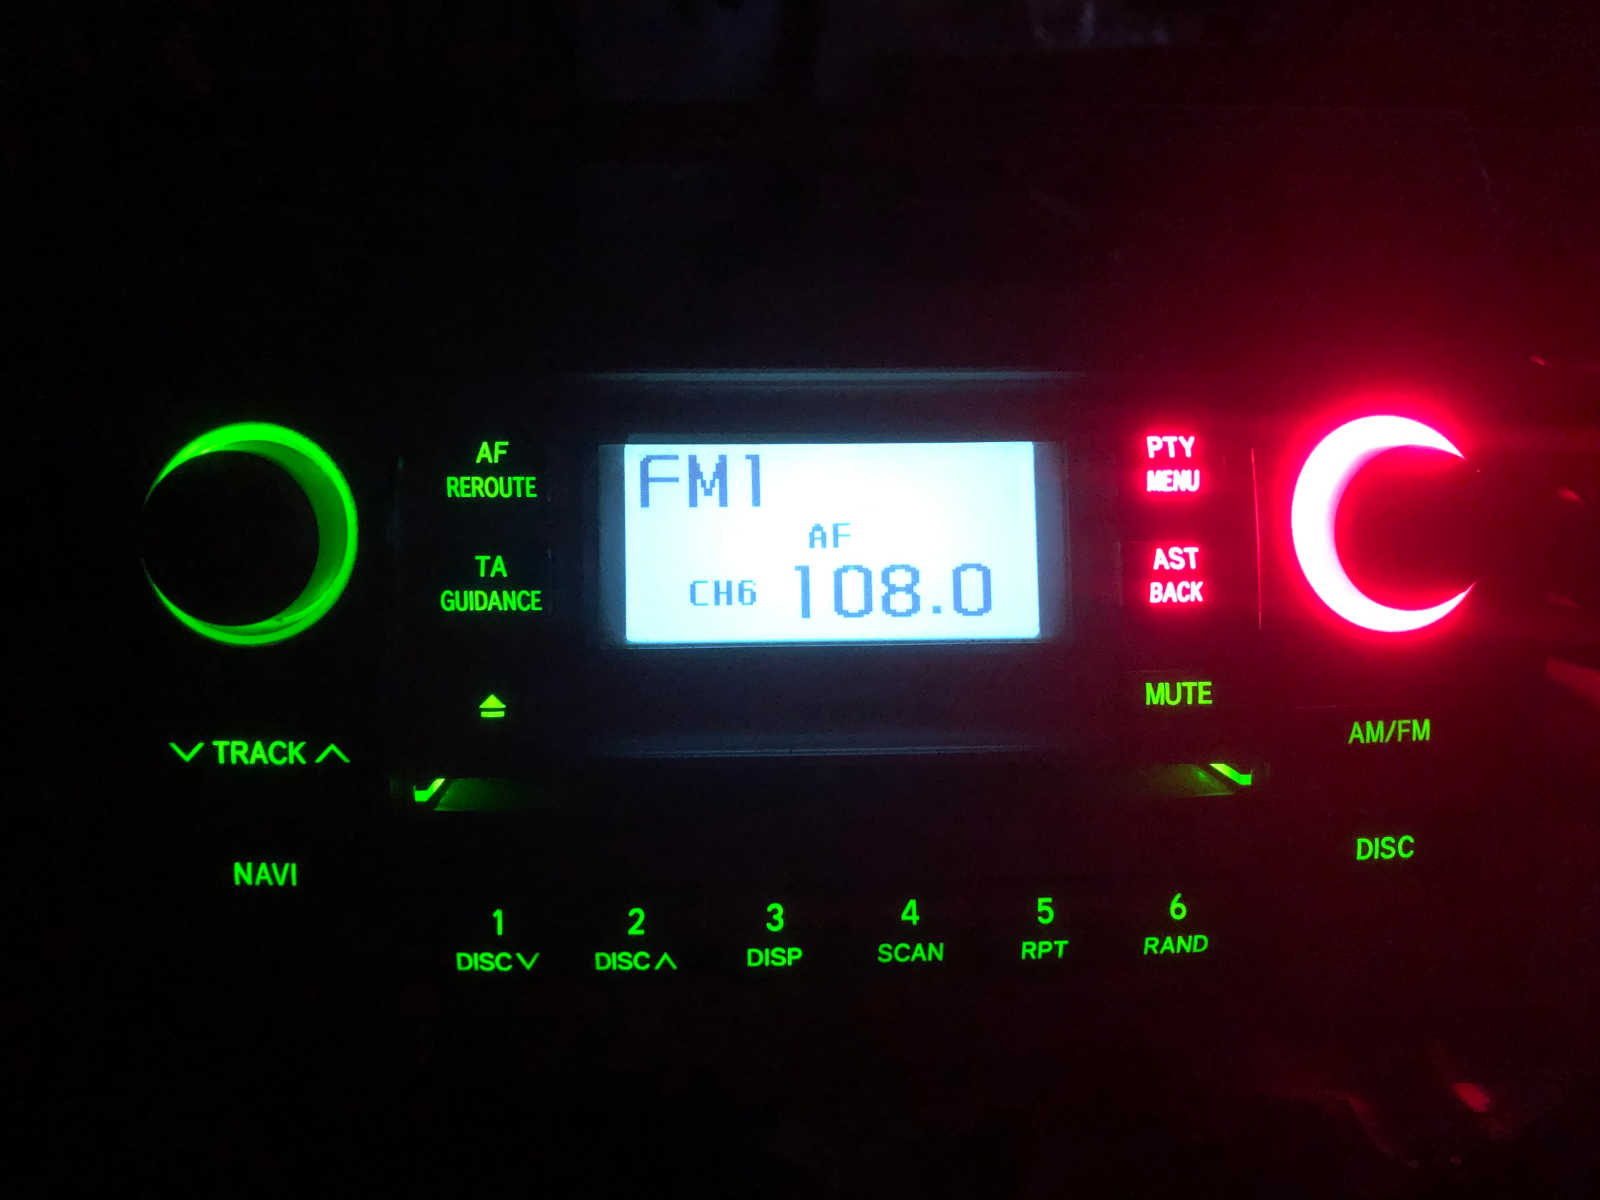 AF
REROUTE
TA
GUIDANCE
FM1
AF
CH6 108.0
PTY
MENU
AST
BACK
MUTE
AM/FM
TRACK
DISC
NAVI
1
DISC
2
DISC
3
DISP
4
SCAN
5
RPT
6
RAND